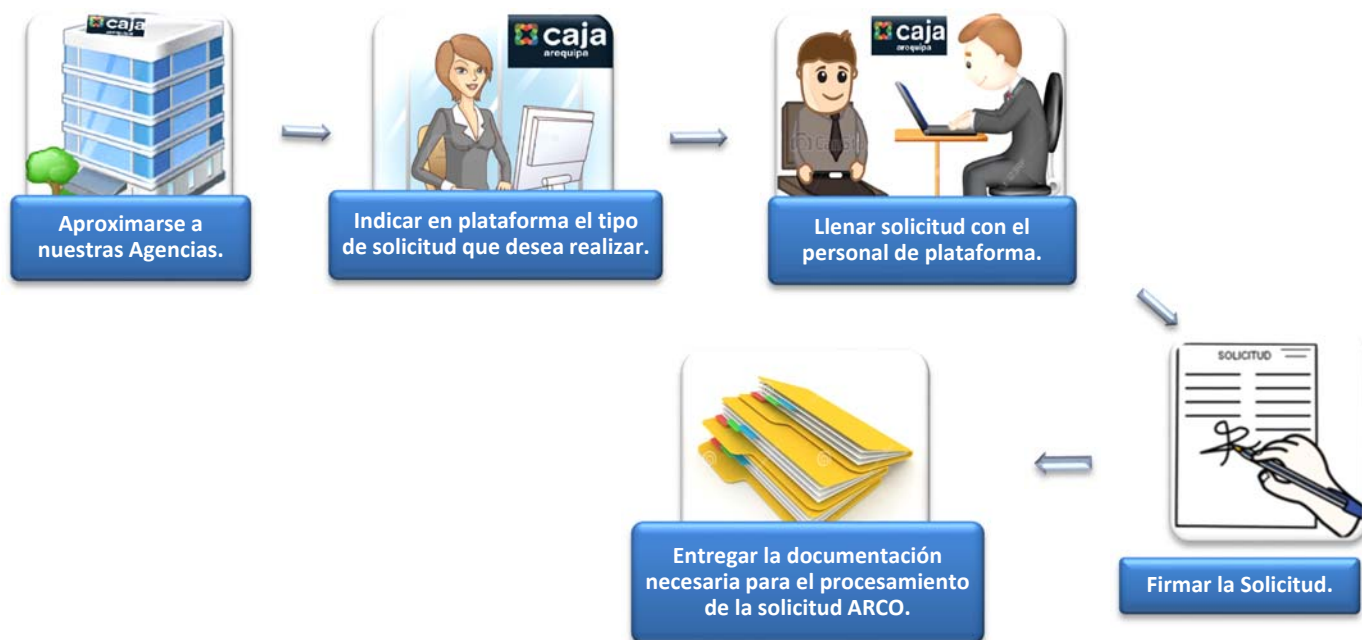 caja
arequipa
Aproximarse a
nuestras Agencias.
caja
arequipa
Indicar en plataforma el tipo
de solicitud que desea realizar.
caja
arequipa
Llenar solicitud con el
personal de plataforma.
SOLICITUD
Firmar la Solicitud.
Entregar la documentación
necesaria para el procesamiento
de la solicitud ARCO.